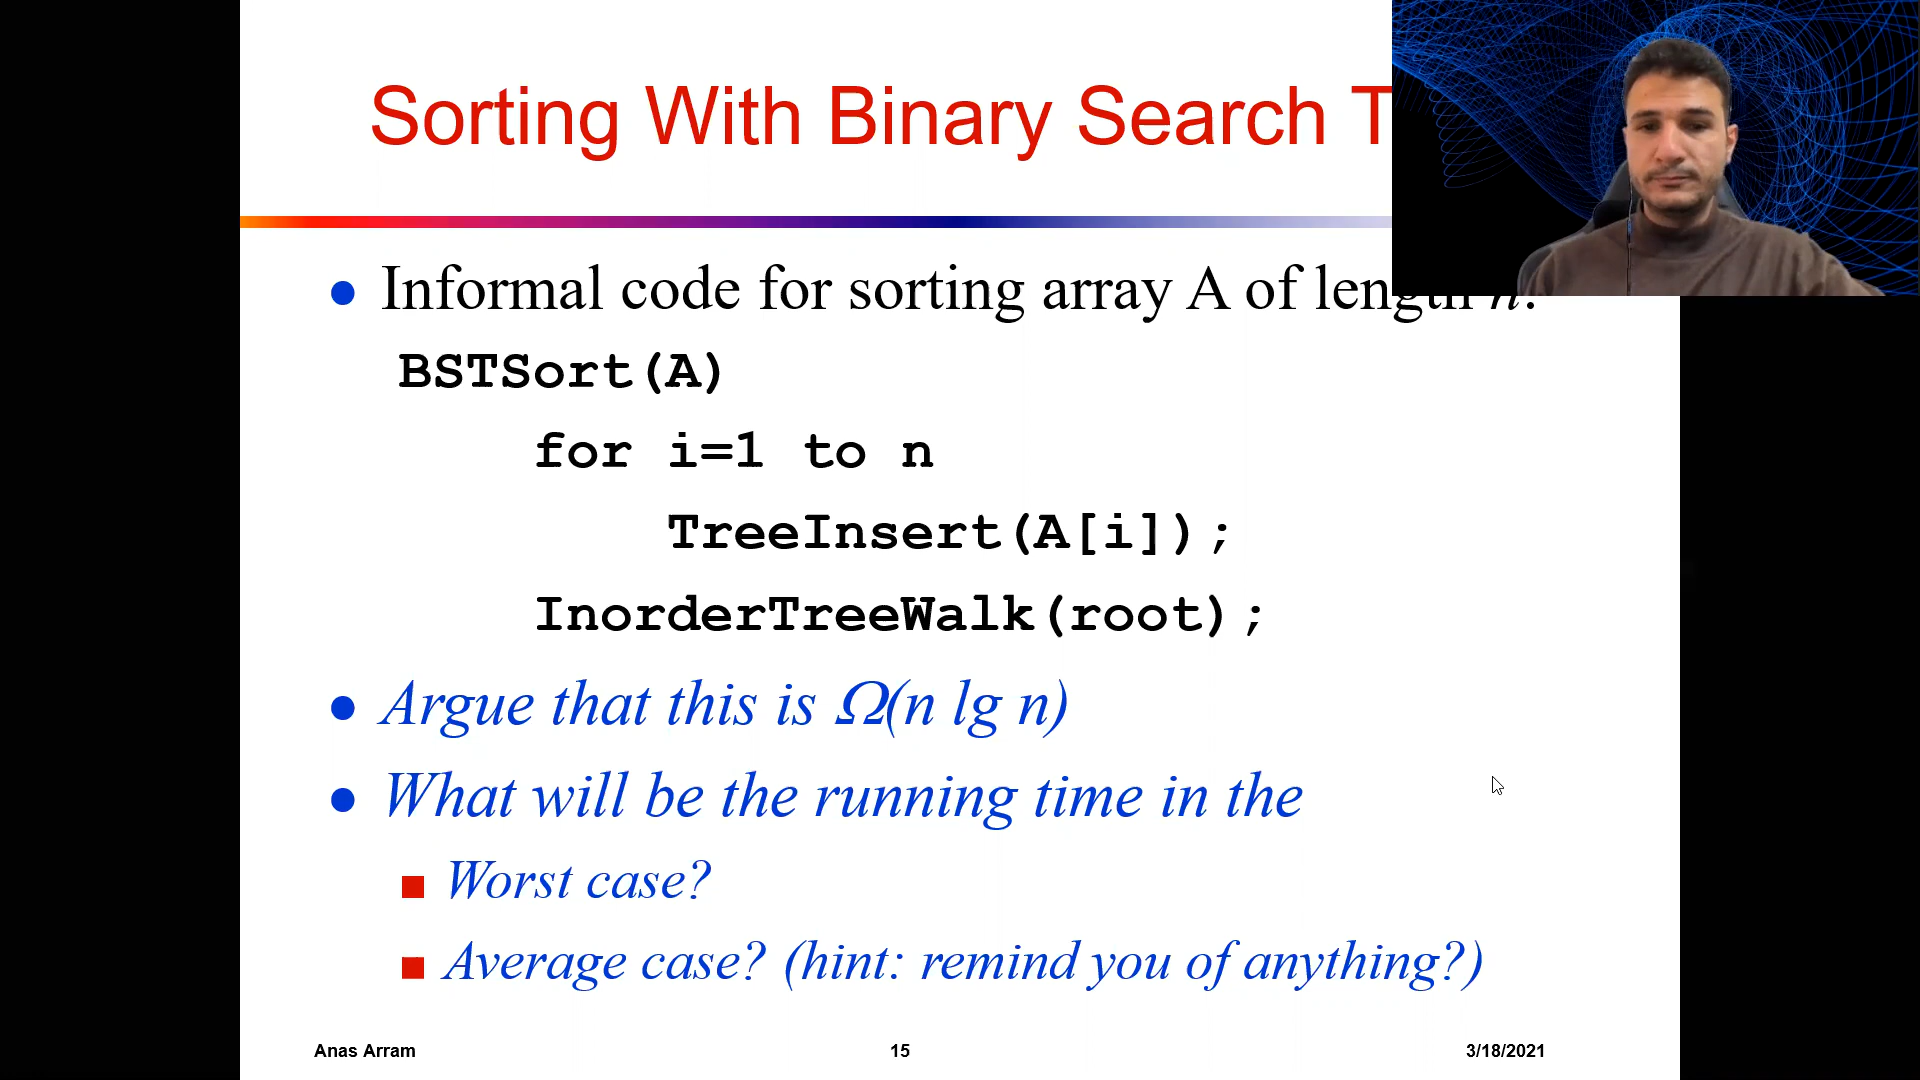 Sorting With Binary Search T
• Informal code for sorting array A of length n:
BSTSort(A)
for i=1 to n
TreeInsert(A[i]);
InorderTreeWalk(root);
• Argue that this is Ω(n lg n)
• What will be the running time in the
■ Worst case?
■ Average case? (hint: remind you of anything?)
Anas Arram 15 3/18/2021